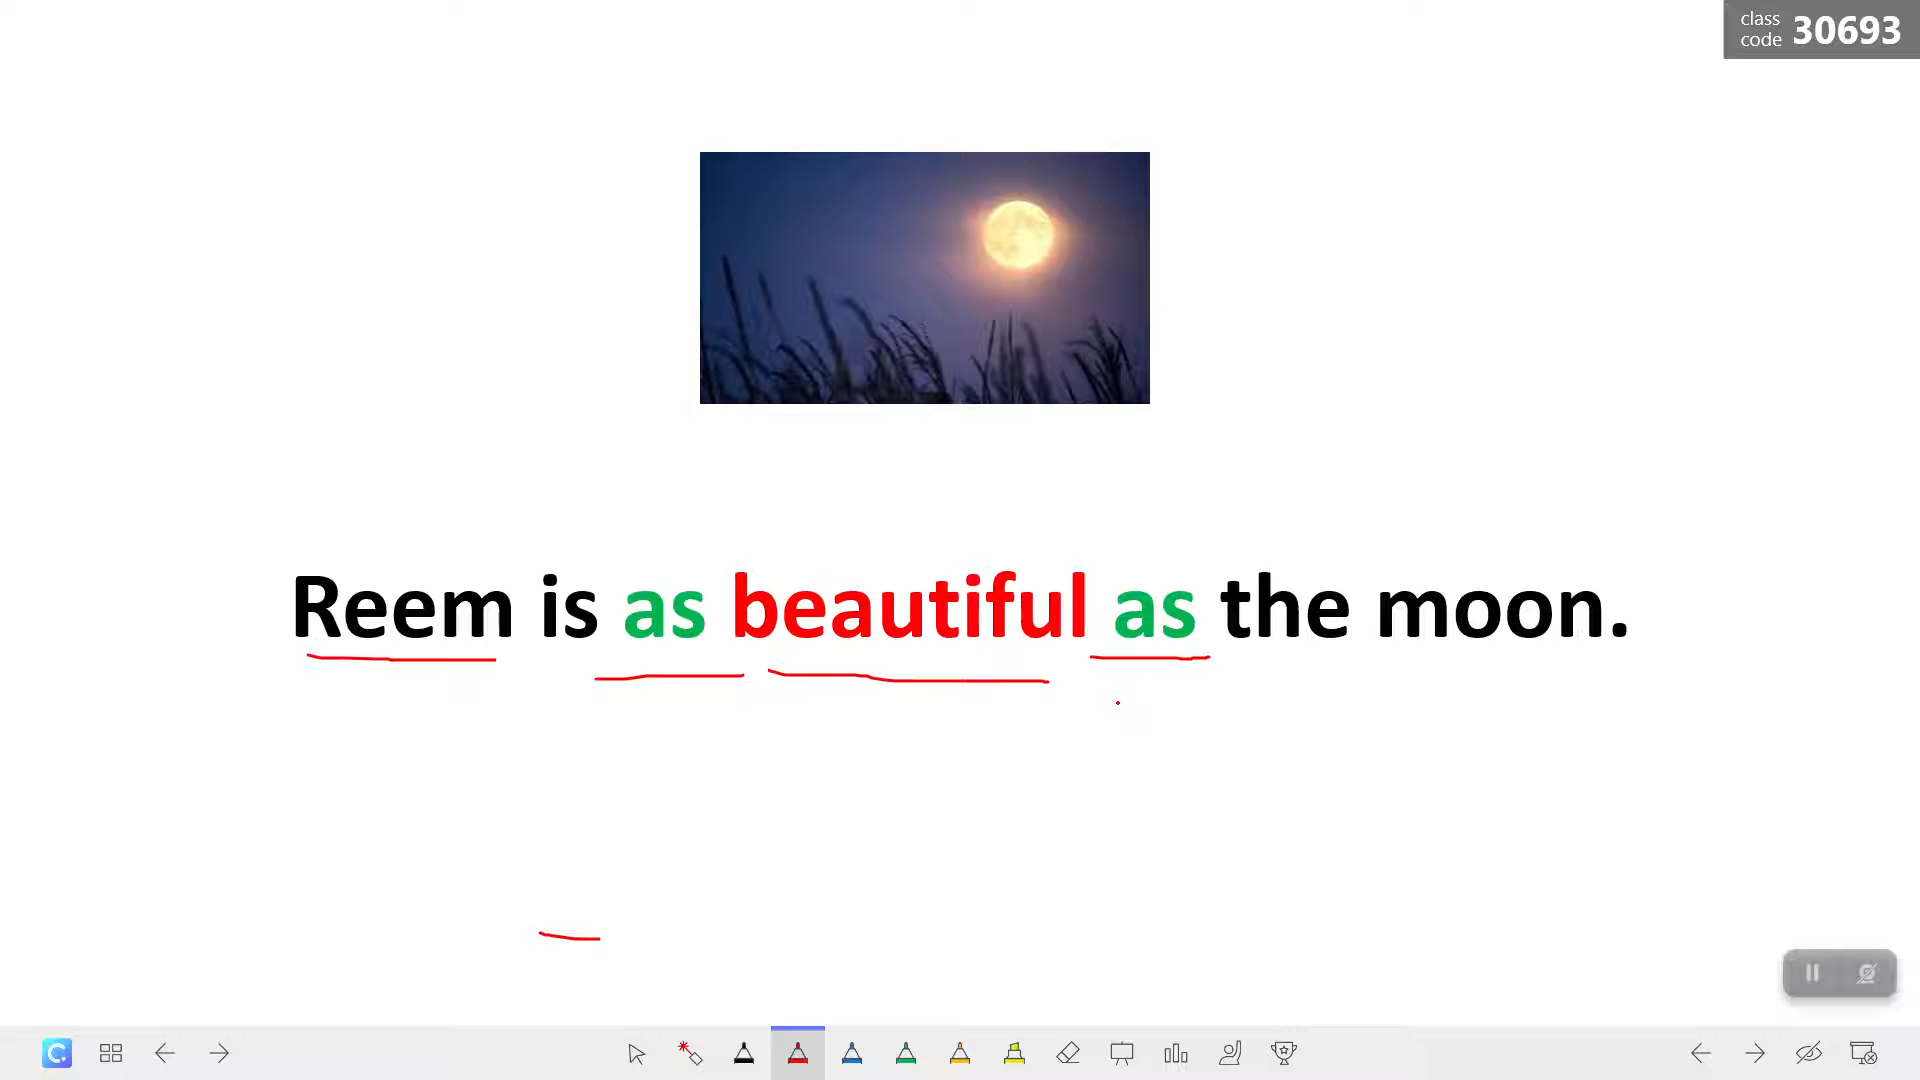 class
code 30693
Reem is as beautiful as the moon.